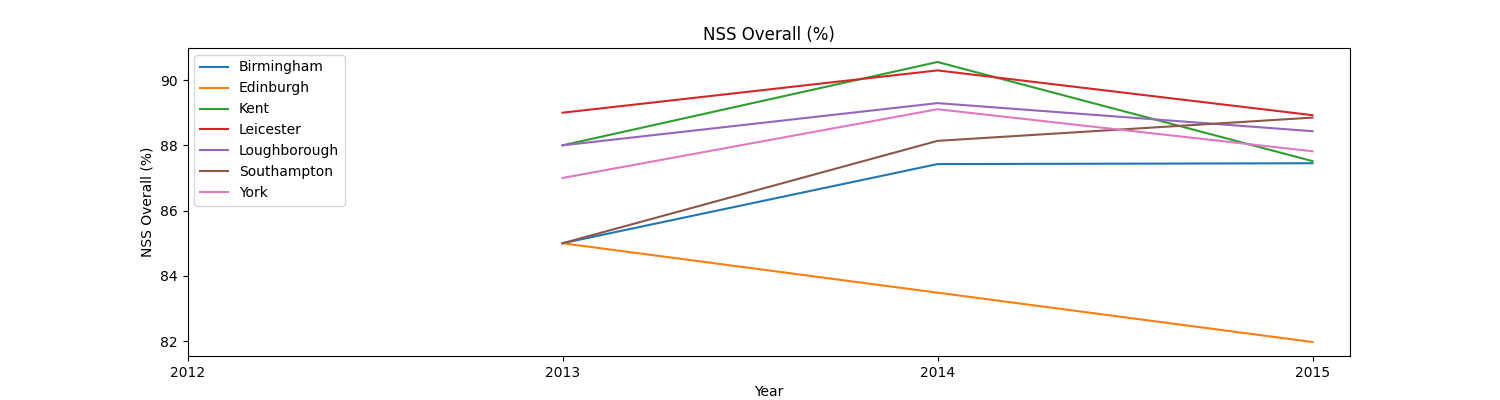 NSS Overall (%)
Birmingham
Edinburgh
Kent
Leicester
Loughborough
Southampton
York
90
88
86
84
82
NSS Overall (%)
2012 2013 2014 2015
Year